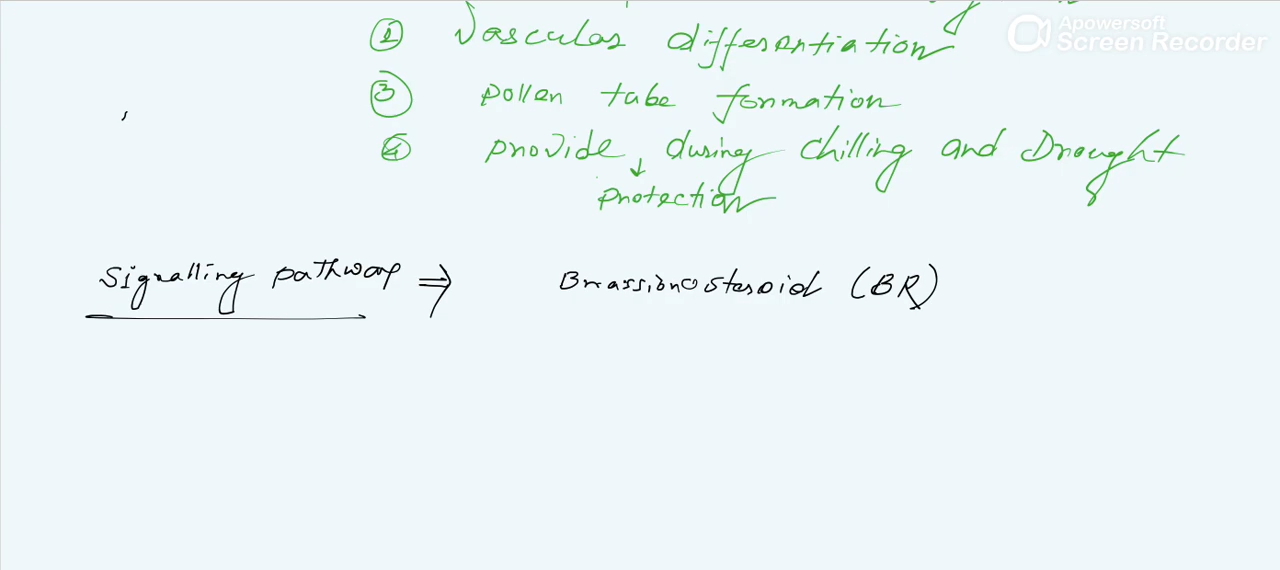 ② Vascular differentiation
③ pollen tube formation
④ provide ↓ during chilling and Drought
protection
Signalling pathway ⇒ Brassionosteroid (BR)
Apowersoft
Screen Recorder